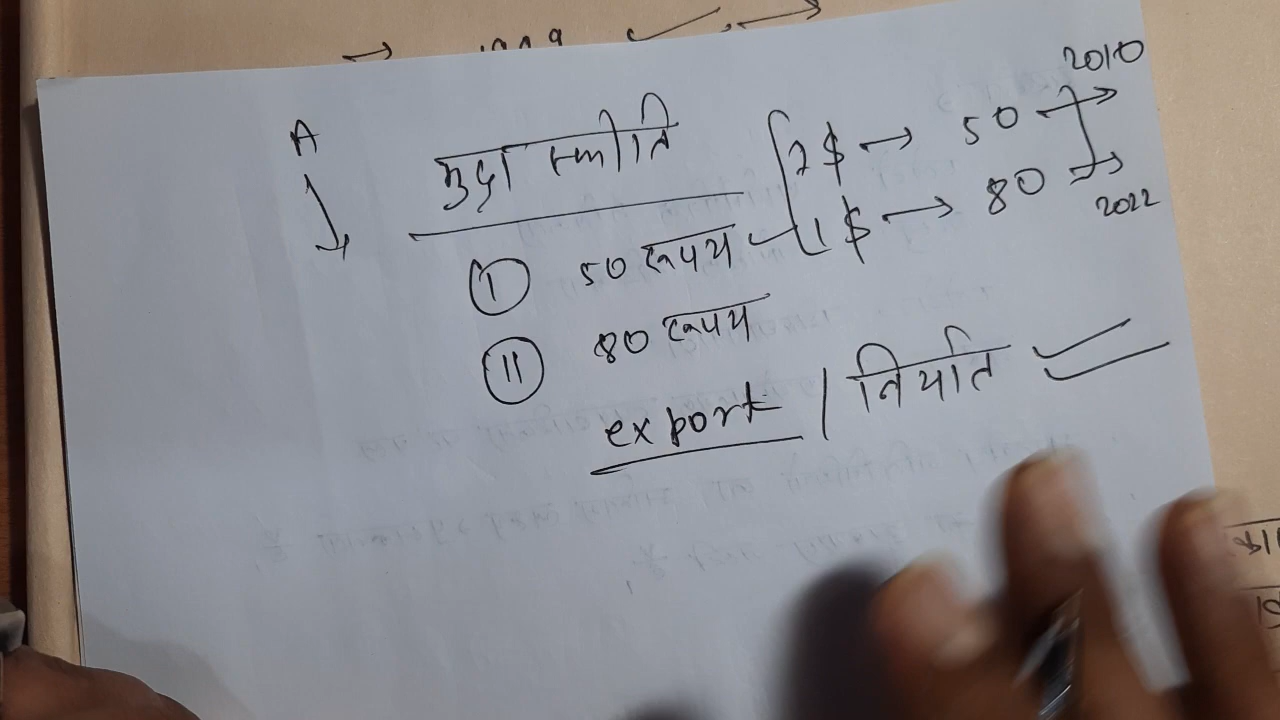 2010
A
मुद्रा स्फीति
1$ → 50 →
1$ → 80 →
2022
I 50 रूपय
II 80 रूपय
export / निर्यात